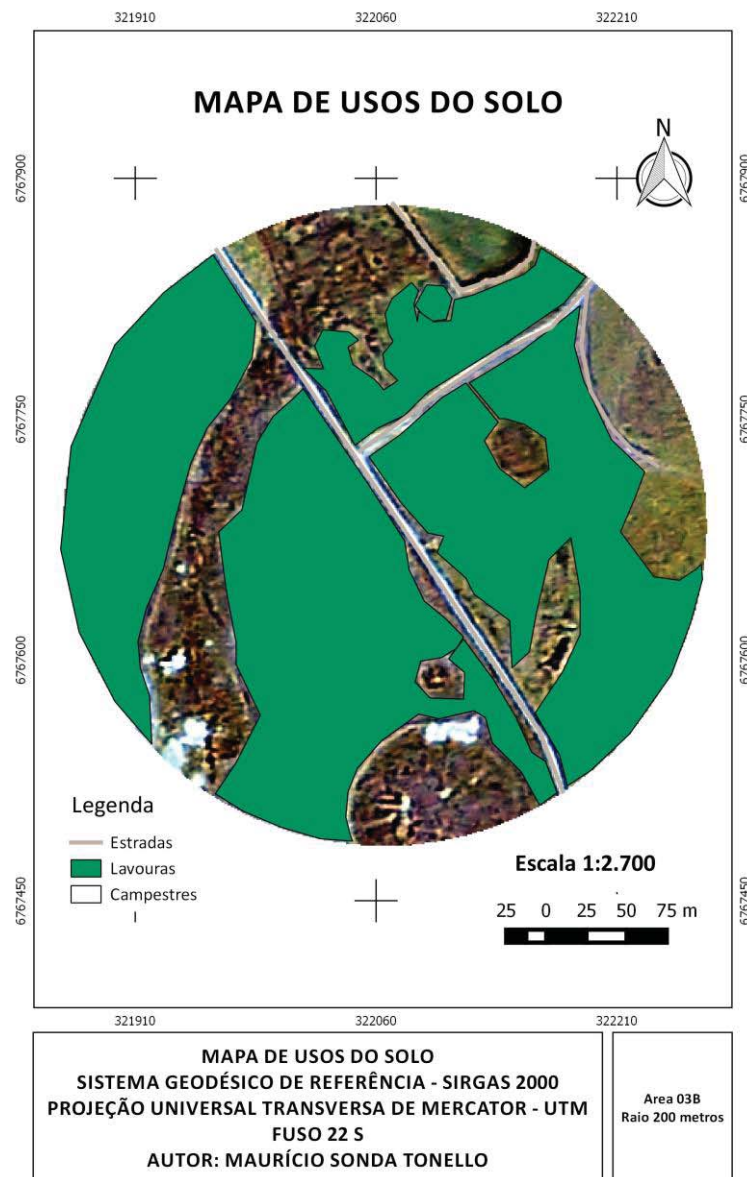 321910 322060 322210
MAPA DE USOS DO SOLO
N
6767900 6767900
6767750 6767750
6767600 6767600
Legenda
Estradas
Lavouras
Campestres
Escala 1:2.700
25 0 25 50 75 m
6767450 6767450
321910 322060 322210
MAPA DE USOS DO SOLO
SISTEMA GEODÉSICO DE REFERÊNCIA - SIRGAS 2000
PROJEÇÃO UNIVERSAL TRANSVERSA DE MERCATOR - UTM
FUSO 22 S
AUTOR: MAURÍCIO SONDA TONELLO
Area 03B
Raio 200 metros